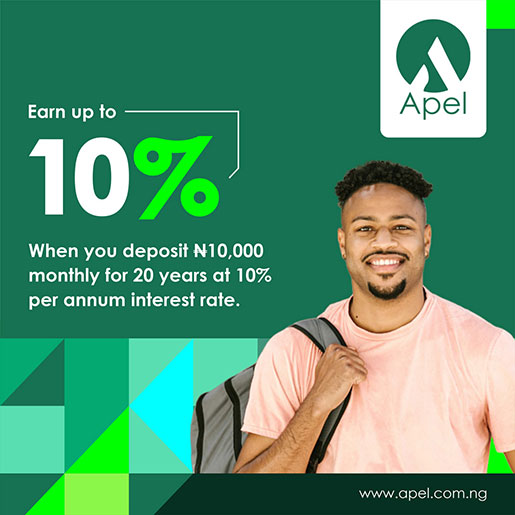 Apel
Earn up to
10%
When you deposit ₦10,000
monthly for 20 years at 10%
per annum interest rate.
www.apel.com.ng